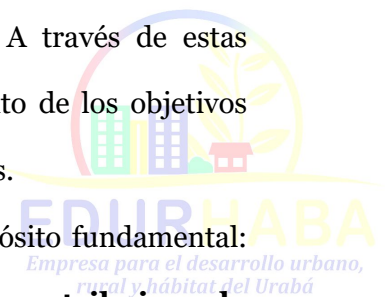 A través de estas
to de los objetivos
s.
EDURHABA
ósito fundamental:
Empresa para el desarrollo urbano,
rural y hábitat del Urabá